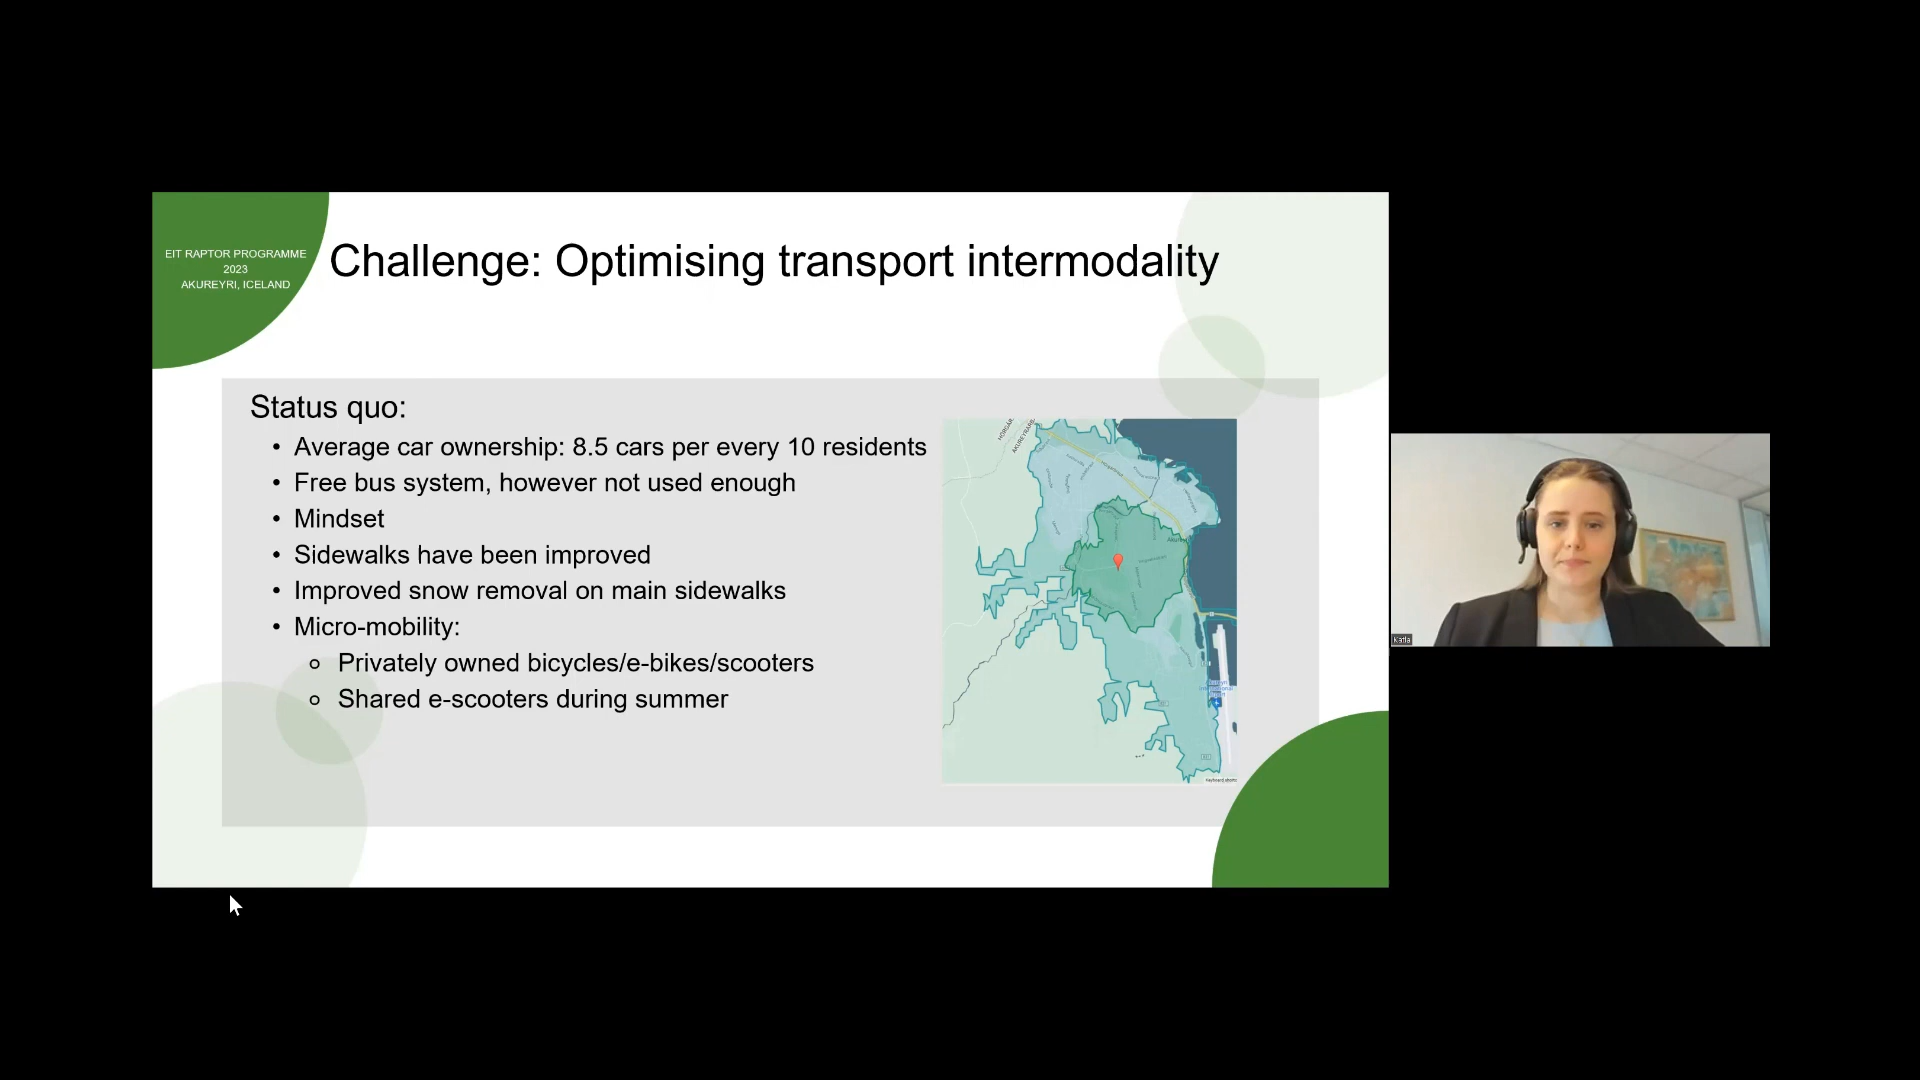 EIT RAPTOR PROGRAMME
2023
AKUREYRI, ICELAND
Challenge: Optimising transport intermodality
Status quo:
• Average car ownership: 8.5 cars per every 10 residents
• Free bus system, however not used enough
• Mindset
• Sidewalks have been improved
• Improved snow removal on main sidewalks
• Micro-mobility:
o Privately owned bicycles/e-bikes/scooters
o Shared e-scooters during summer
Katla